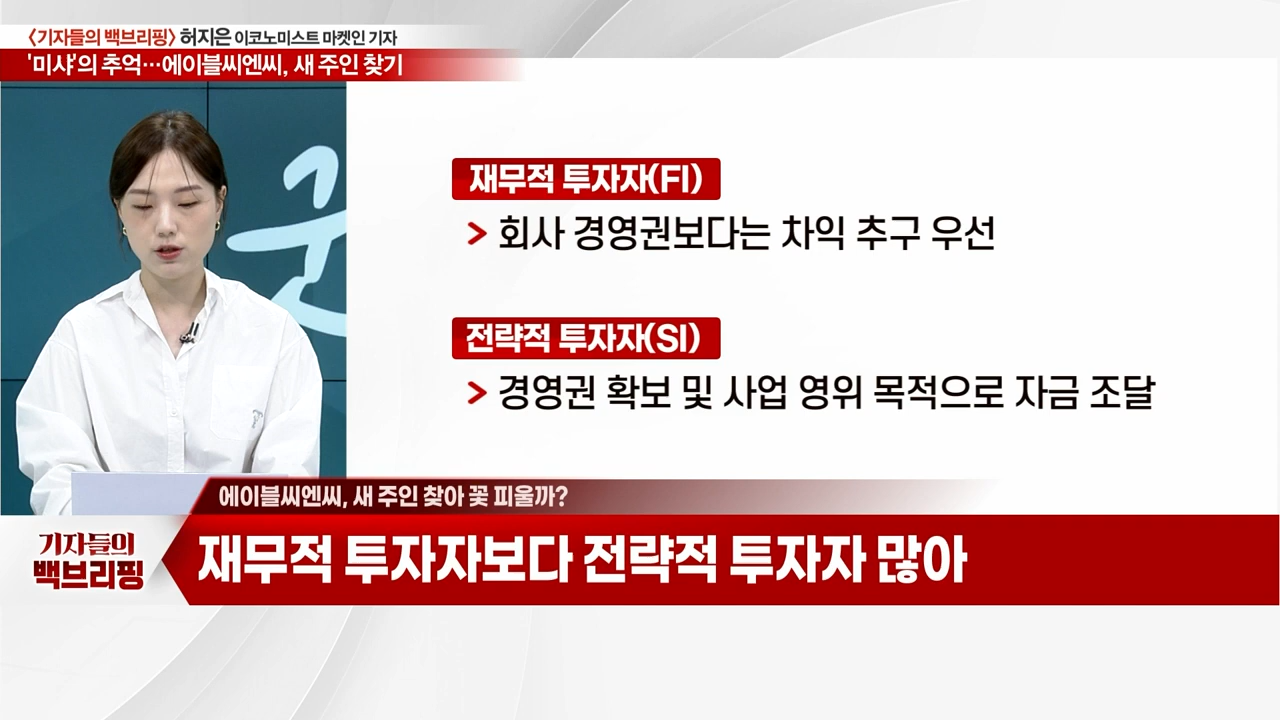 〈기자들의 백브리핑〉 허지은 이코노미스트 마켓인 기자
'미샤'의 추억…에이블씨엔씨, 새 주인 찾기
재무적 투자자(FI)
> 회사 경영권보다는 차익 추구 우선
전략적 투자자(SI)
> 경영권 확보 및 사업 영위 목적으로 자금 조달
에이블씨엔씨, 새 주인 찾아 꽃 피울까?
기자들의
백브리핑
재무적 투자자보다 전략적 투자자 많아